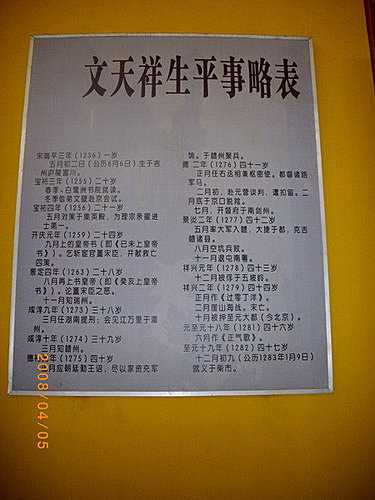 文天祥生平事略表
宋瑞平三年（1236）一岁
五月初二日（公历6月6日）生于吉
州庐陵富川。
宝祐三年（1255）二十岁
春季、白鹭洲书院就读。
冬季偕弟文璧赴京会试。
宝祐四年（1256）二十一岁
五月对策于集英殿，为理宗亲擢进
士第一。
开庆元年（1259）二十四岁
九月上的皇帝书（即《己未上皇帝
书》）。乞斩宦官董宋臣，并献救亡
四策。
景定四年（1263）二十八岁
八月再上书皇帝（即《癸亥上皇帝
书》）。论董宋臣之恶。
十一月知瑞州。
咸淳九年（1273）三十八岁
三月任湖南提刑；会见江万里于潭
州。
咸淳十年（1274）三十九岁
三月知赣州。
德祐元年（1275）四十岁
正月应朝廷勤王诏，尽以家资充军
饷。于赣州聚兵。
德 二年（1276）四十一岁
正月任右丞相兼枢密使，都督诸路
军马。
二月初，赴元营谈判，遭扣留。二
月底于京口脱险。
七月，开督府于南剑州。
景炎二年（1277）四十二岁
五月率大军入赣，大捷于都，克吉
赣诸县。
八月空坑兵败。
十一月退屯南粤。
祥兴元年（1278）四十三岁
十二月被俘于五坡岭。
祥兴二年（1279）四十四岁
正月作《过零丁洋》。
二月崖山海战。宋亡。
十月被押至元大都（今北京）。
元至元十八年（1281）四十六岁
六月作《正气歌》。
至元十九年（1282）四十七岁
十二月初九（公历1283年1月9日）
就义于柴市。
2008/04/05